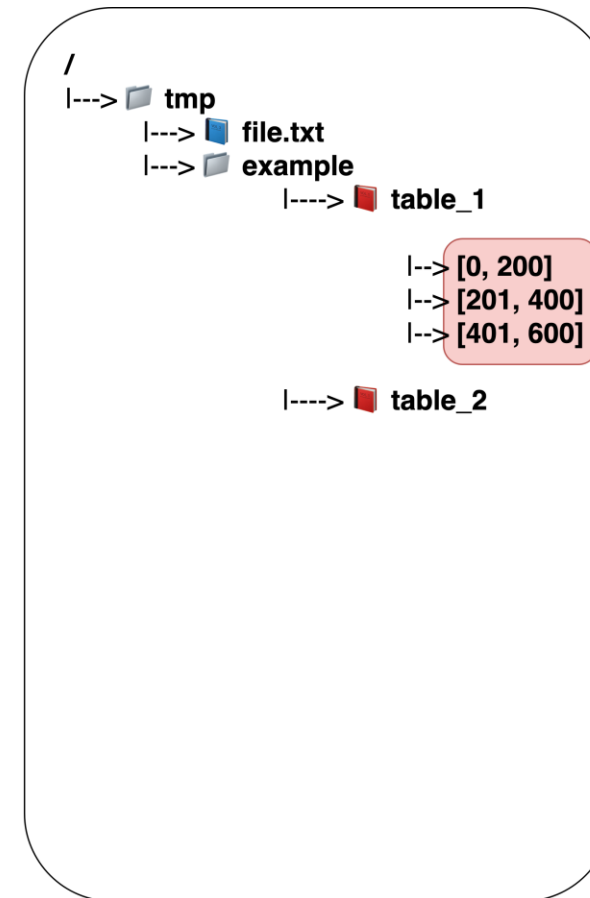 /
|---> tmp
|---> file.txt
|---> example
|----> table_1
|--> [0, 200]
|--> [201, 400]
|--> [401, 600]
|----> table_2